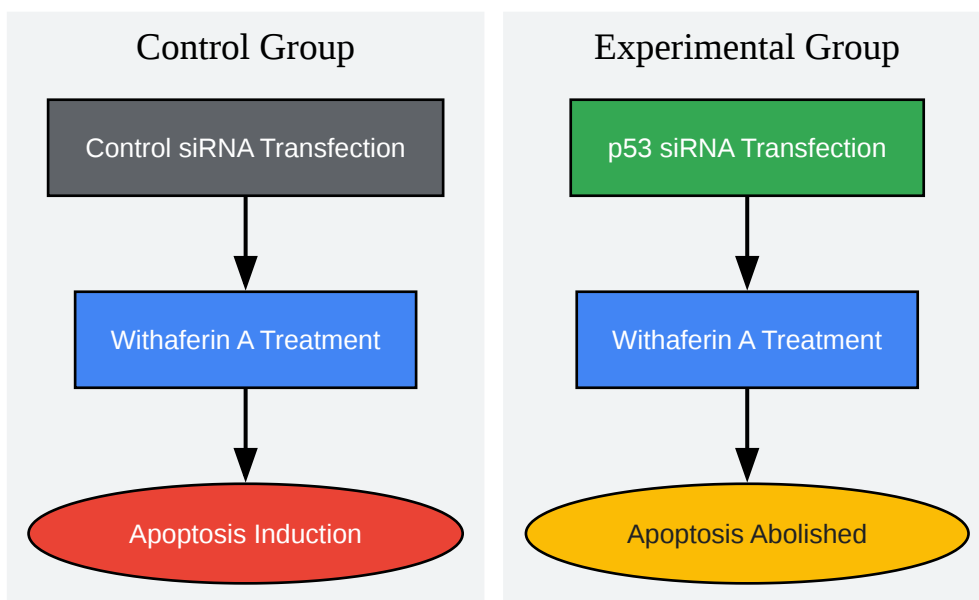 Control Group
Control siRNA Transfection
Withaferin A Treatment
Apoptosis Induction
Experimental Group
p53 siRNA Transfection
Withaferin A Treatment
Apoptosis Abolished